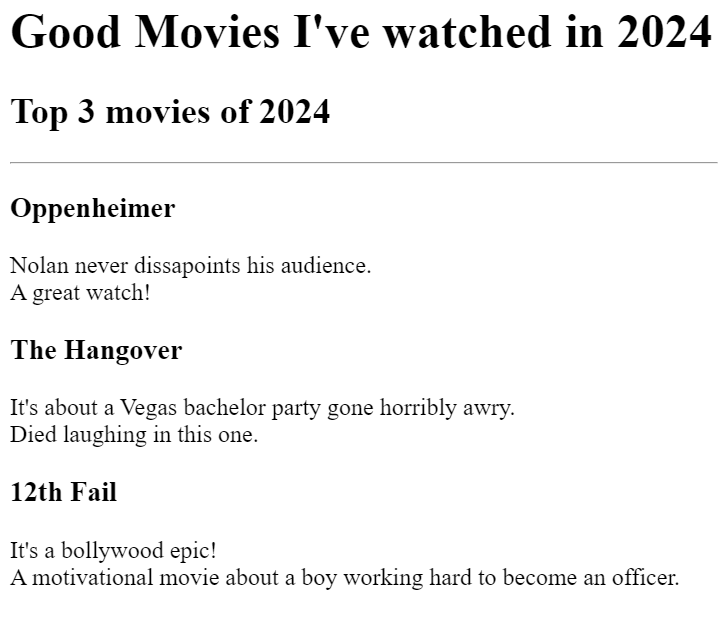 Good Movies I've watched in 2024
Top 3 movies of 2024
Oppenheimer
Nolan never dissapoints his audience.
A great watch!
The Hangover
It's about a Vegas bachelor party gone horribly awry.
Died laughing in this one.
12th Fail
It's a bollywood epic!
A motivational movie about a boy working hard to become an officer.